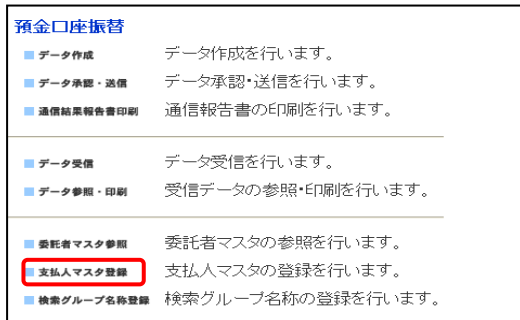 預金口座振替
データ作成 データ作成を行います。
データ承認・送信 データ承認・送信を行います。
通信結果報告書印刷 通信報告書の印刷を行います。
データ受信 データ受信を行います。
データ参照・印刷 受信データの参照・印刷を行います。
委託者マスタ参照 委託者マスタの参照を行います。
支払人マスタ登録 支払人マスタの登録を行います。
検索グループ名称登録 検索グループ名称の登録を行います。